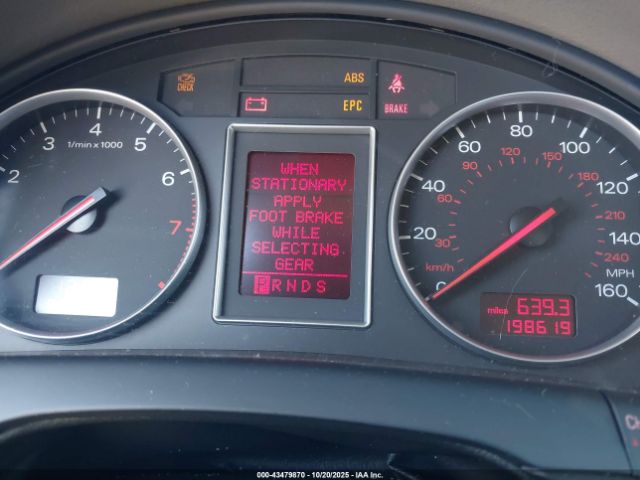 CHECK
ABS
EPC
BRAKE
2 3 4 5 6 7
1/min x 1000
WHEN
STATIONARY
APPLY
FOOT BRAKE
WHILE
SELECTING
GEAR
P R N D S
0 20 40 60 80 100 120 140 160
30 60 90 120 150 180 210 240
km/h
MPH
miles 639.3
198619
000-43479870 - 10/20/2025 - © 2025 IAA, Inc.